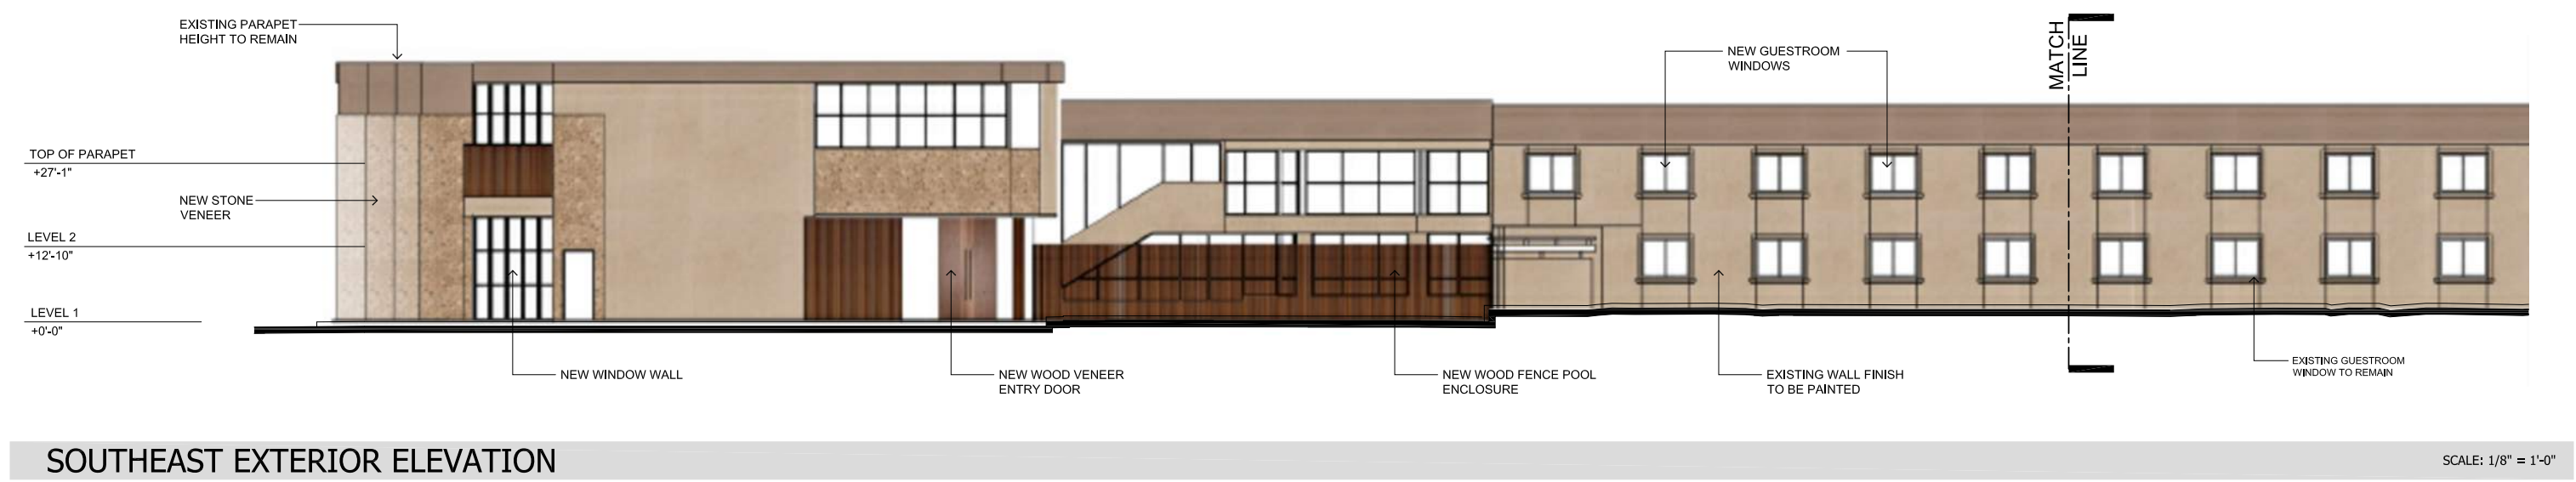 EXISTING PARAPET
HEIGHT TO REMAIN
NEW GUESTROOM
WINDOWS
MATCH
LINE
TOP OF PARAPET
+27'-1"
NEW STONE
VENEER
LEVEL 2
+12'-10"
LEVEL 1
+0'-0"
NEW WINDOW WALL
NEW WOOD VENEER
ENTRY DOOR
NEW WOOD FENCE POOL
ENCLOSURE
EXISTING WALL FINISH
TO BE PAINTED
EXISTING GUESTROOM
WINDOW TO REMAIN
SOUTHEAST EXTERIOR ELEVATION
SCALE: 1/8" = 1'-0"